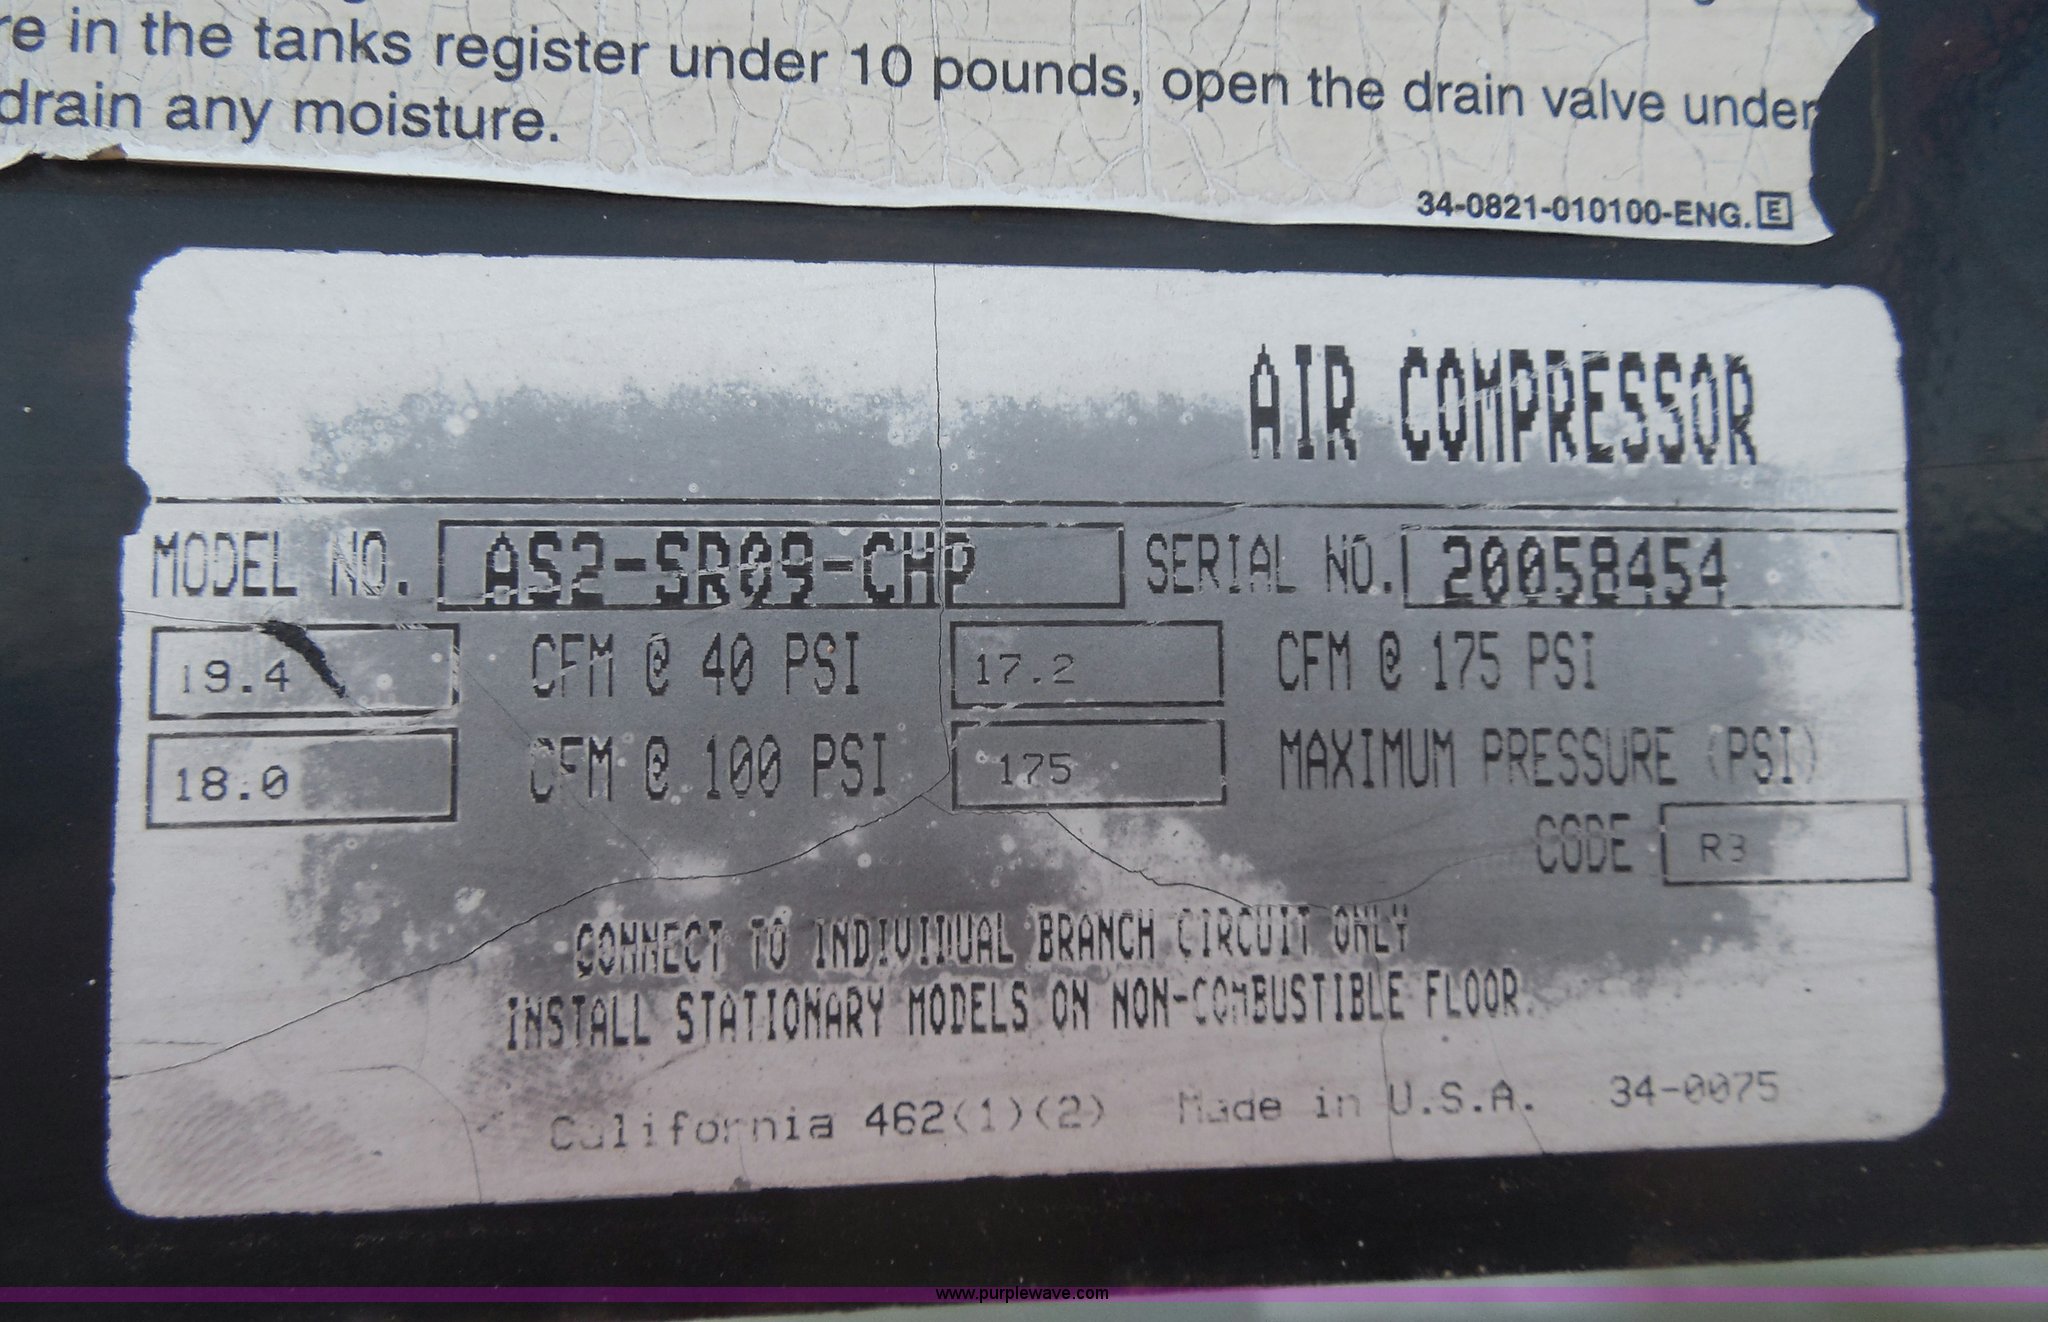 re in the tanks register under 10 pounds, open the drain valve under
drain any moisture.
34-0821-010100-ENG. E
AIR COMPRESSOR
MODEL NO. AS2-SR09-CHP SERIAL NO. 20058454
19.4 CFM @ 40 PSI 17.2 CFM @ 175 PSI
18.0 CFM @ 100 PSI 175 MAXIMUM PRESSURE (PSI)
CODE R3
CONNECT TO INDIVIDUAL BRANCH CIRCUIT ONLY
INSTALL STATIONARY MODELS ON NON-COMBUSTIBLE FLOOR.
California 462(1)(2) Made in U.S.A. 34-0075
www.purplewave.com